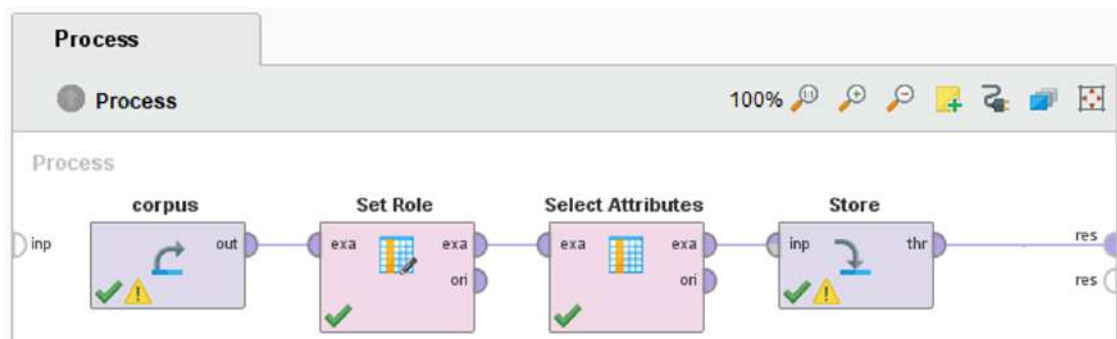 Process
Process
100%
Process
corpus
Set Role
Select Attributes
Store
inp
out
exa
exa
ori
exa
exa
ori
inp
thr
res
res